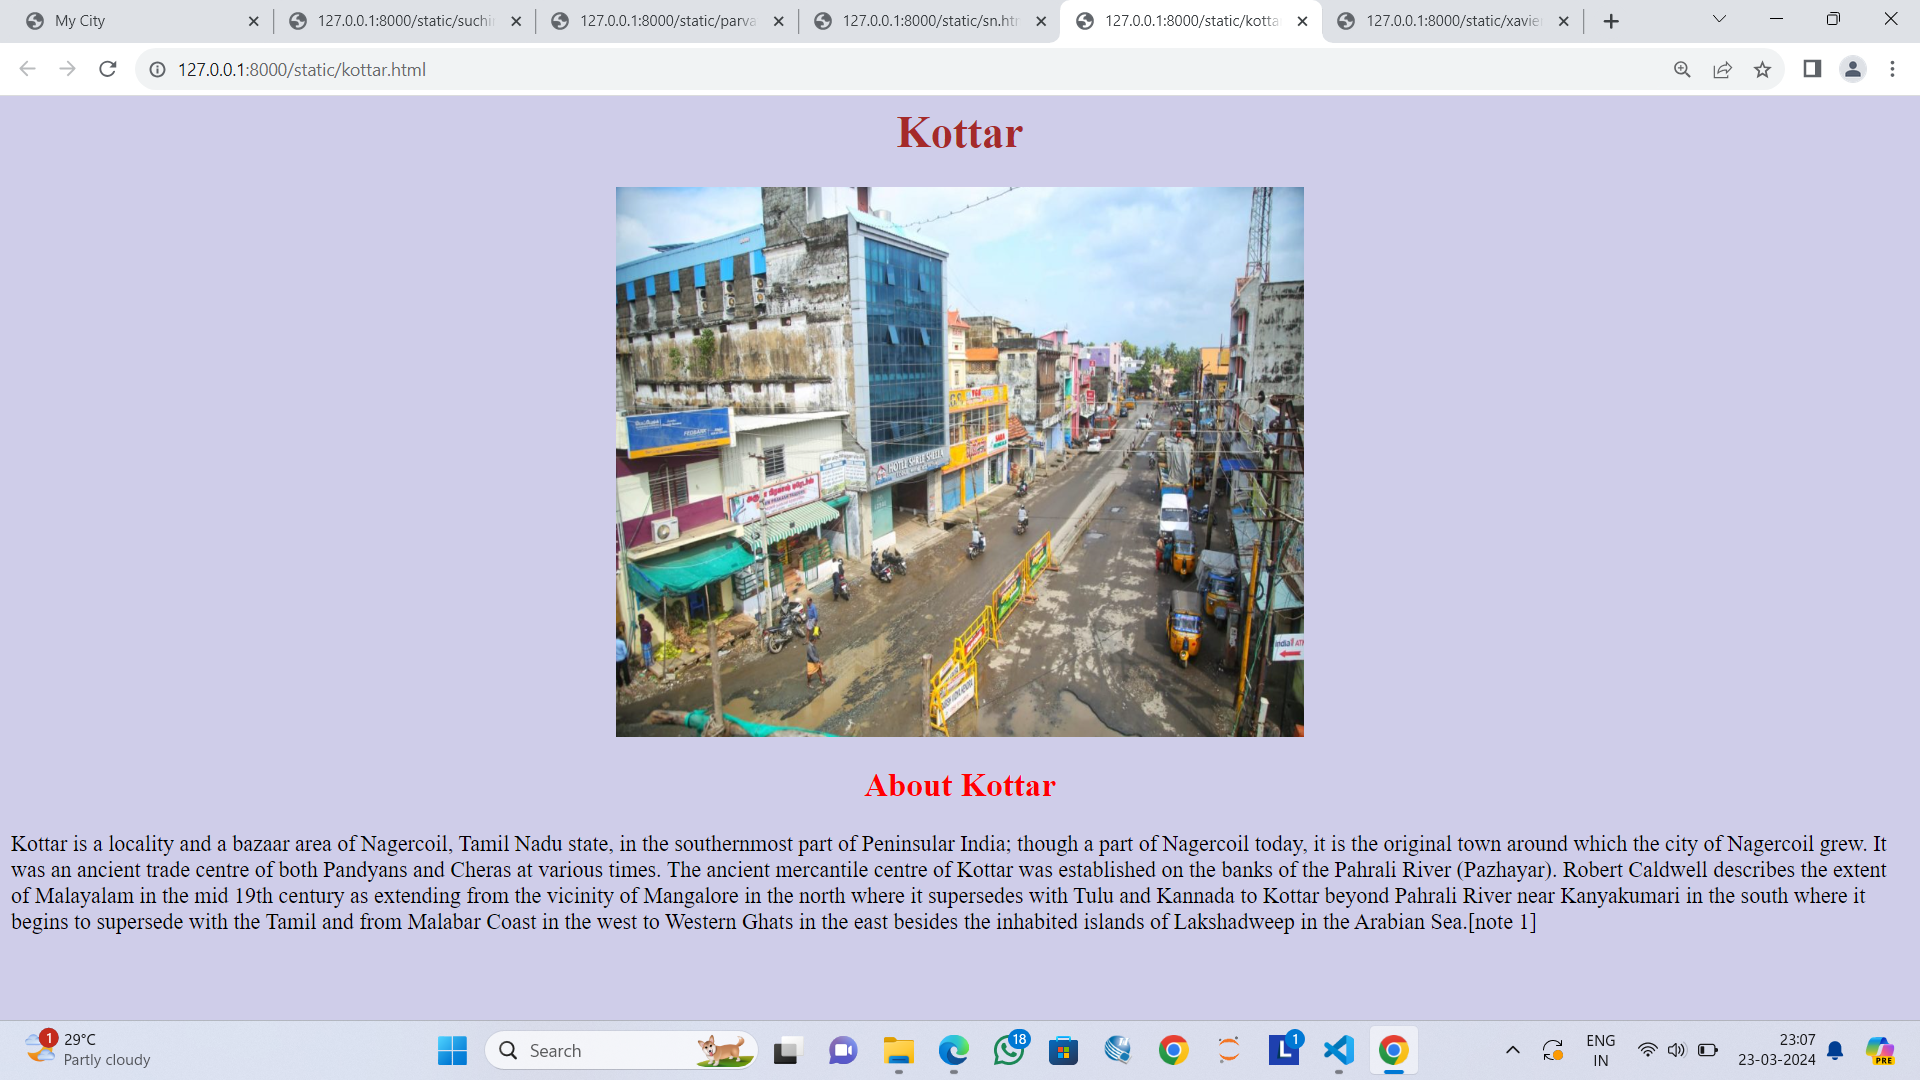 My City
127.0.0.1:8000/static/suchi
127.0.0.1:8000/static/parva
127.0.0.1:8000/static/sn.htm
127.0.0.1:8000/static/kotta
127.0.0.1:8000/static/xavie
127.0.0.1:8000/static/kottar.html
Kottar
HOTEL SHREE SHELLA
About Kottar
Kottar is a locality and a bazaar area of Nagercoil, Tamil Nadu state, in the southernmost part of Peninsular India; though a part of Nagercoil today, it is the original town around which the city of Nagercoil grew. It
was an ancient trade centre of both Pandyans and Cheras at various times. The ancient mercantile centre of Kottar was established on the banks of the Pahrali River (Pazhayar). Robert Caldwell describes the extent
of Malayalam in the mid 19th century as extending from the vicinity of Mangalore in the north where it supersedes with Tulu and Kannada to Kottar beyond Pahrali River near Kanyakumari in the south where it
begins to supersede with the Tamil and from Malabar Coast in the west to Western Ghats in the east besides the inhabited islands of Lakshadweep in the Arabian Sea.[note 1]
1
29°C
Partly cloudy
Search
18
L
1
ENG
IN
23:07
23-03-2024
PRE